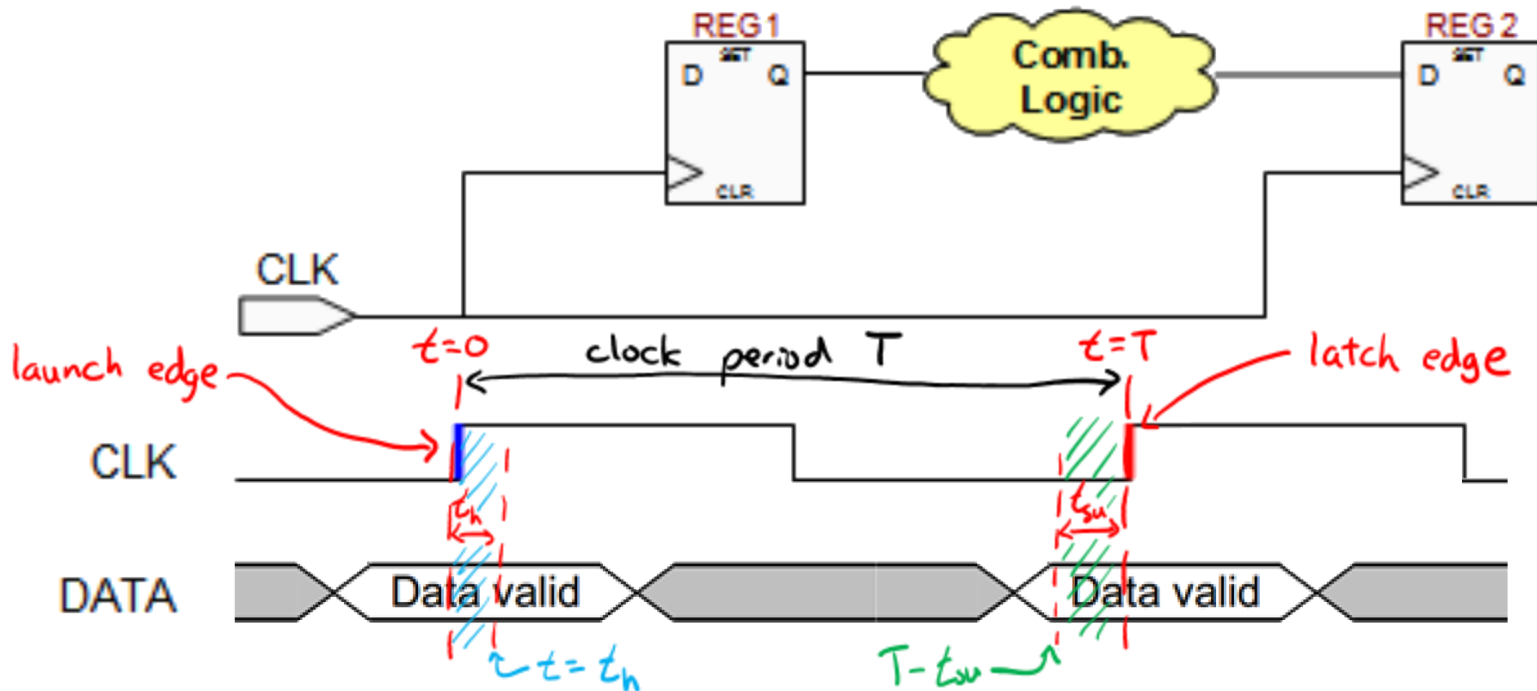 REG1 REG2
SET SET
D Q Comb. D Q
Logic
CLR CLR
CLK
t=0 clock period T t=T
launch edge latch edge
CLK
th tsu
DATA Data valid Data valid
t=th T-tsu